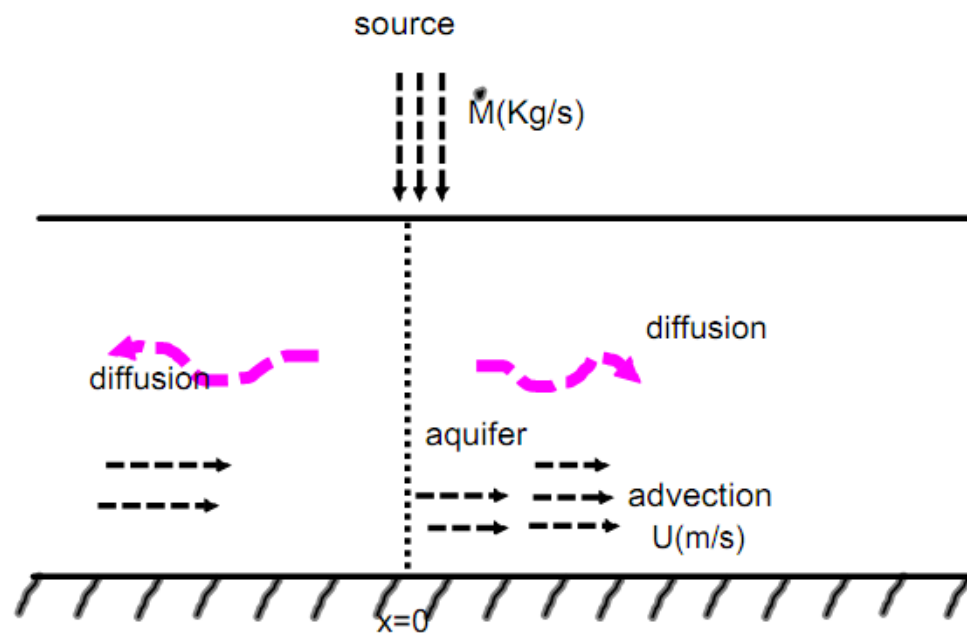 source
Ṁ(Kg/s)
diffusion
diffusion
aquifer
advection
U(m/s)
x=0